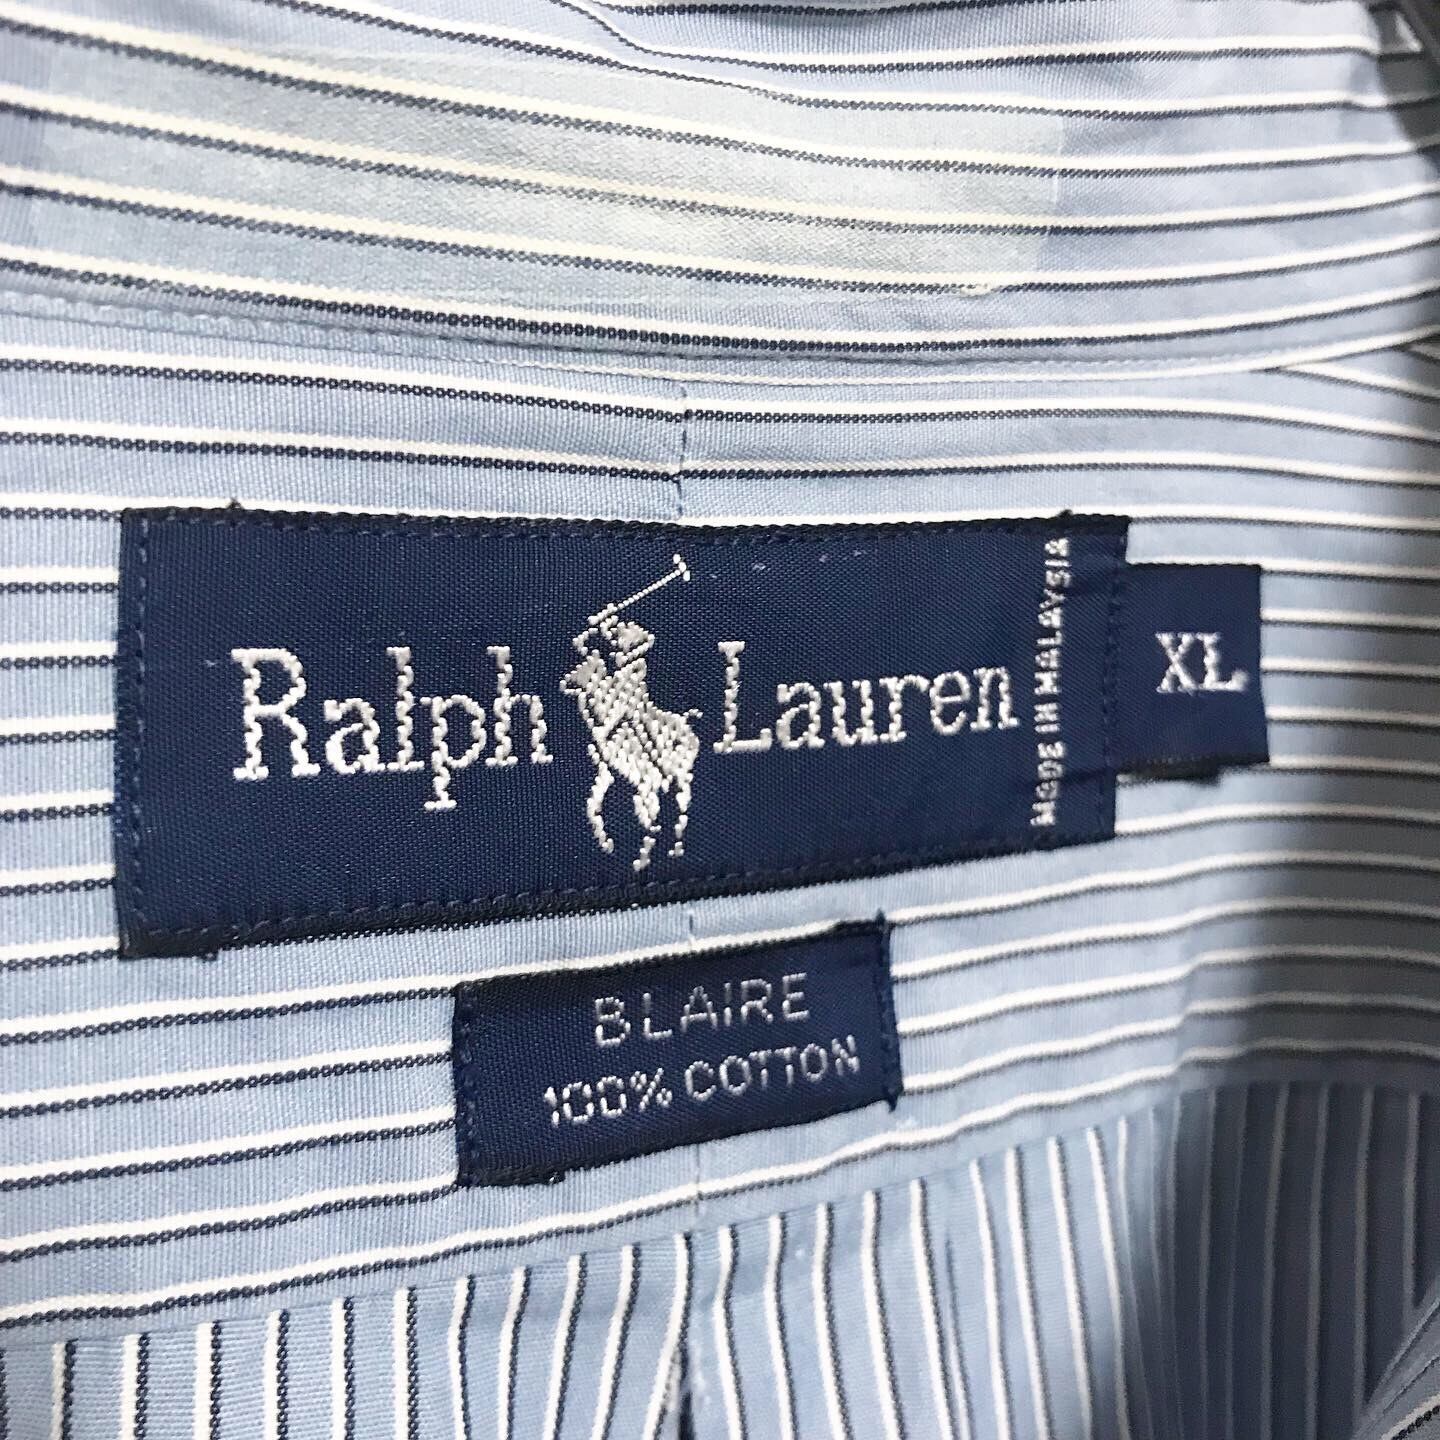 Ralph Lauren
MADE IN MALAYSIA
XL
BLAIRE
100% COTTON